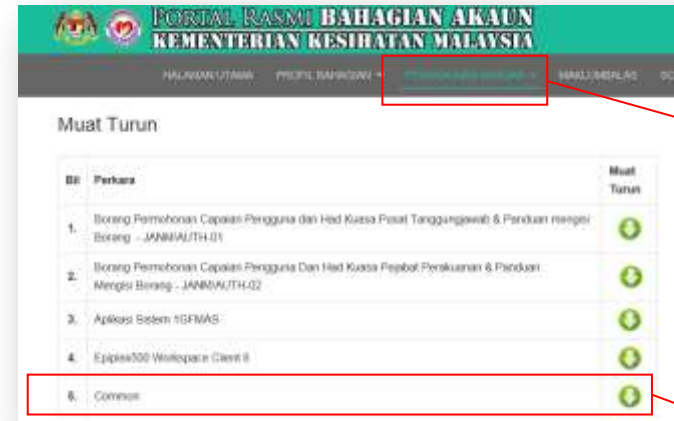 PORTAL RASMI BAHAGIAN AKAUN
KEMENTERIAN KESIHATAN MALAYSIA
HALAMAN UTAMA PROFIL BAHAGIAN MAKLUMBALAS
Muat Turun
Bil Perkara Muat Turun
1. Borang Permohonan Capaian Pengguna dan Had Kuasa Pusat Tanggungjawab & Panduan mengisi
Borang - JANM/AUTH-01
2. Borang Permohonan Capaian Pengguna Dan Had Kuasa Pejabat Perakuanan & Panduan
Mengisi Borang - JANM/AUTH-02
3. Aplikasi Sistem 1GFMAS
4. Epiplex500 Workspace Client II
5. Common